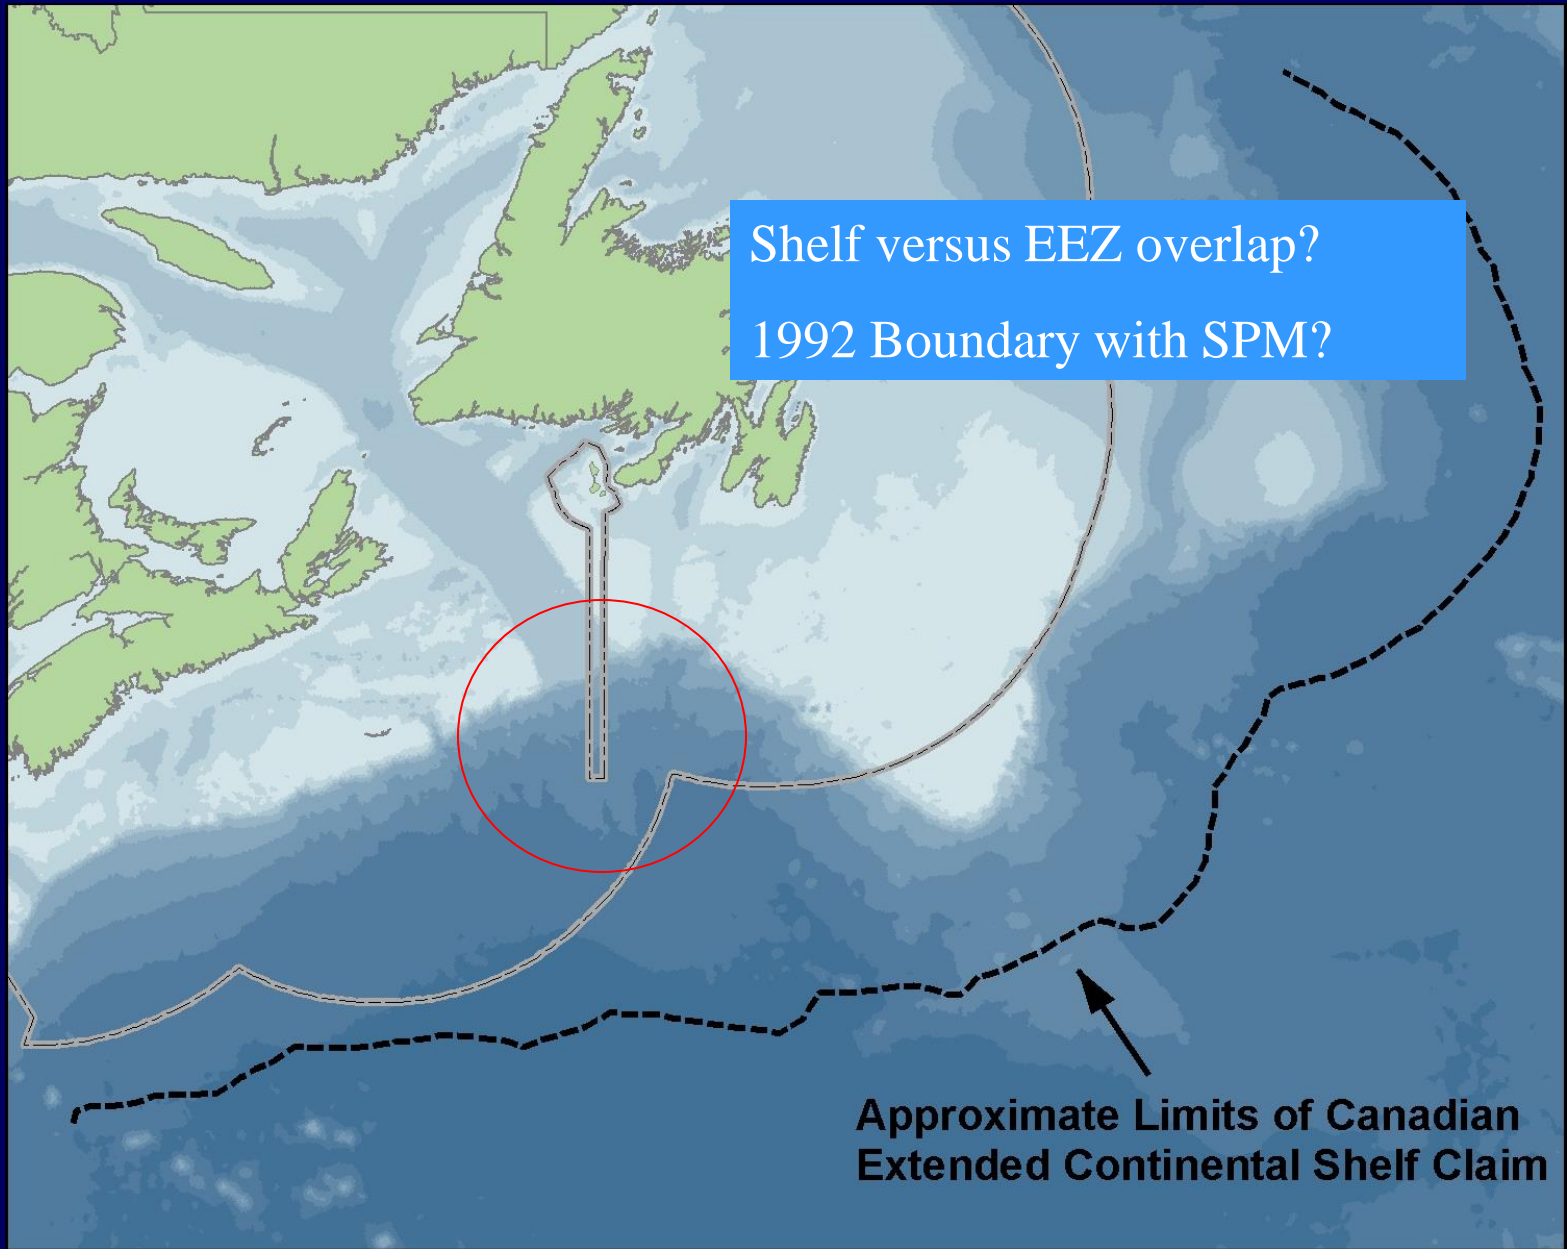 Shelf versus EEZ overlap?
1992 Boundary with SPM?
Approximate Limits of Canadian
Extended Continental Shelf Claim